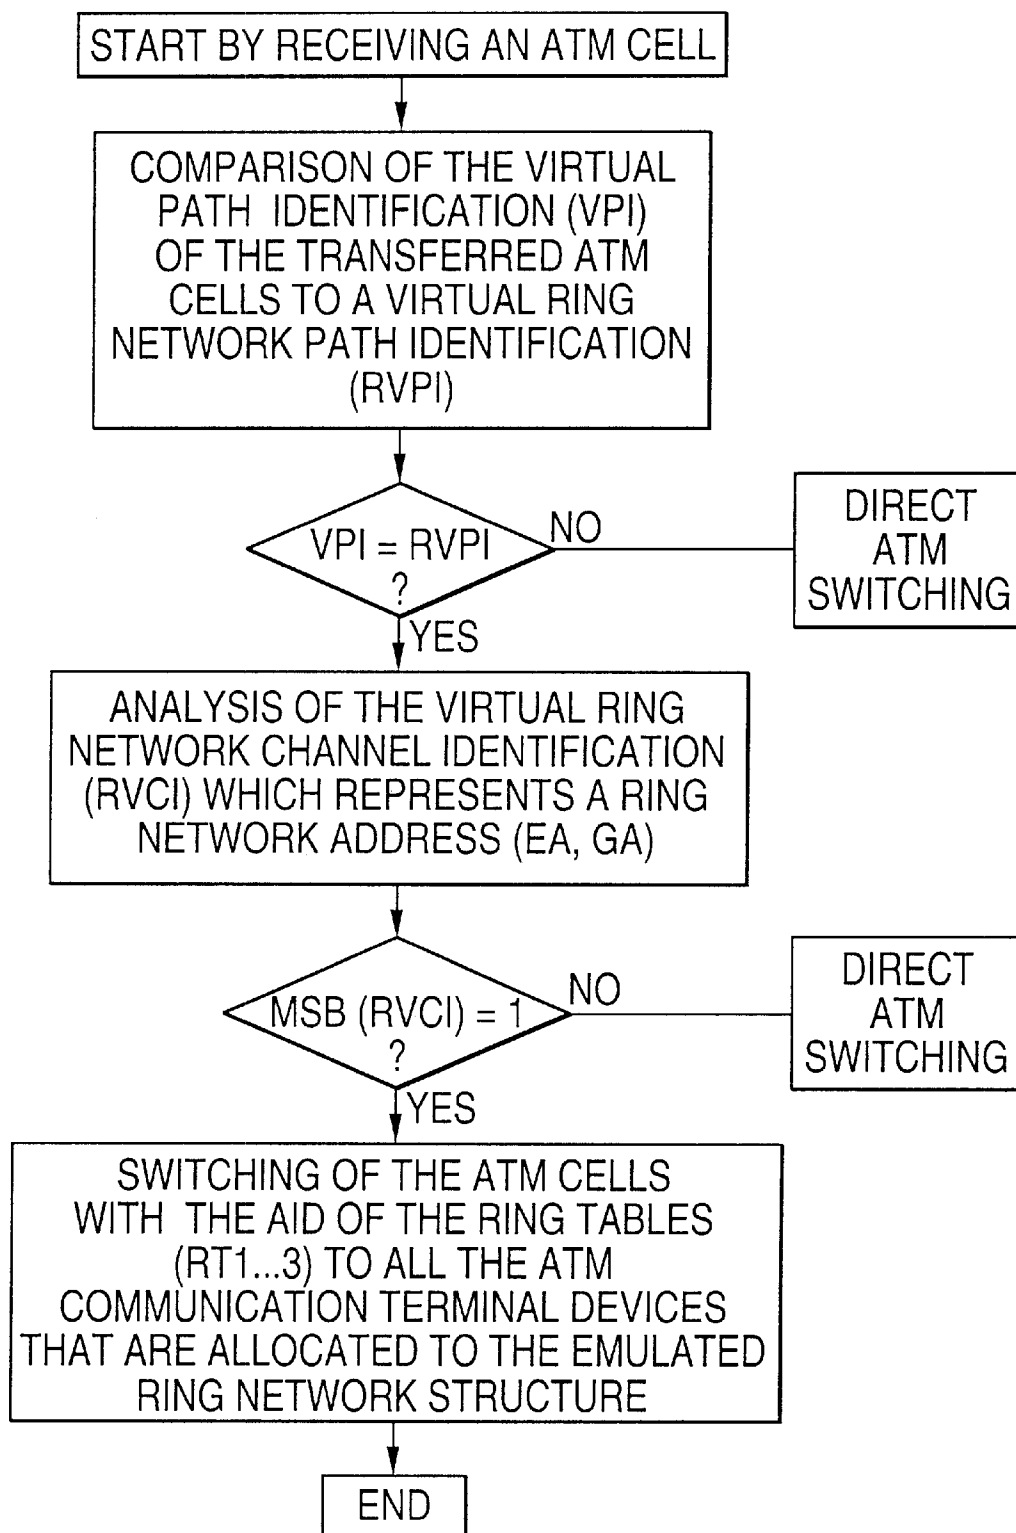 START BY RECEIVING AN ATM CELL
COMPARISON OF THE VIRTUAL
PATH IDENTIFICATION (VPI)
OF THE TRANSFERRED ATM
CELLS TO A VIRTUAL RING
NETWORK PATH IDENTIFICATION
(RVPI)
VPI = RVPI
?
NO
DIRECT
ATM
SWITCHING
YES
ANALYSIS OF THE VIRTUAL RING
NETWORK CHANNEL IDENTIFICATION
(RVCI) WHICH REPRESENTS A RING
NETWORK ADDRESS (EA, GA)
MSB (RVCI) = 1
?
NO
DIRECT
ATM
SWITCHING
YES
SWITCHING OF THE ATM CELLS
WITH THE AID OF THE RING TABLES
(RT1...3) TO ALL THE ATM
COMMUNICATION TERMINAL DEVICES
THAT ARE ALLOCATED TO THE EMULATED
RING NETWORK STRUCTURE
END